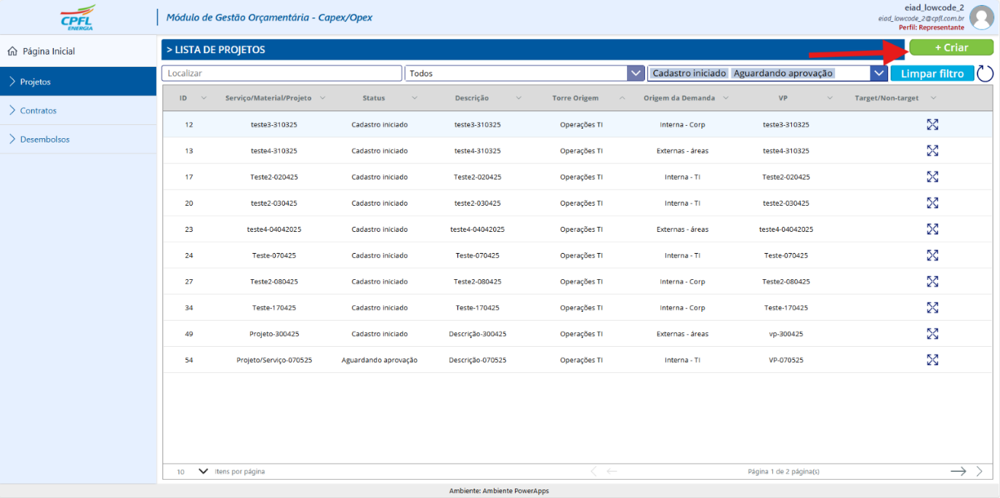 CPFL
ENERGIA
Módulo de Gestão Orçamentária - Capex/Opex
eiad_lowcode_2
eiad_lowcode_2@cpfl.com.br
Perfil: Representante
Página Inicial
Projetos
Contratos
Desembolsos
> LISTA DE PROJETOS
+ Criar
Localizar Todos Cadastro iniciado Aguardando aprovação Limpar filtro
ID Serviço/Material/Projeto Status Descrição Torre Origem Origem da Demanda VP Target/Non-target
12 teste3-310325 Cadastro iniciado teste3-310325 Operações TI Interna - Corp teste3-310325
13 teste4-310325 Cadastro iniciado teste4-310325 Operações TI Externas - áreas teste4-310325
17 Teste2-020425 Cadastro iniciado Teste2-020425 Operações TI Interna - TI Teste2-020425
20 teste2-030425 Cadastro iniciado teste2-030425 Operações TI Interna - TI teste2-030425
23 teste4-04042025 Cadastro iniciado teste4-04042025 Operações TI Externas - áreas teste4-04042025
24 Teste-070425 Cadastro iniciado Teste-070425 Operações TI Interna - TI Teste-070425
27 Teste2-080425 Cadastro iniciado Teste2-080425 Operações TI Interna - Corp Teste2-080425
34 Teste-170425 Cadastro iniciado Teste-170425 Operações TI Interna - Corp Teste-170425
49 Projeto-300425 Cadastro iniciado Descrição-300425 Operações TI Externas - áreas vp-300425
54 Projeto/Serviço-070525 Aguardando aprovação Descrição-070525 Operações TI Interna - TI VP-070525
10 Itens por página Página 1 de 2 página(s)
Ambiente: Ambiente PowerApps